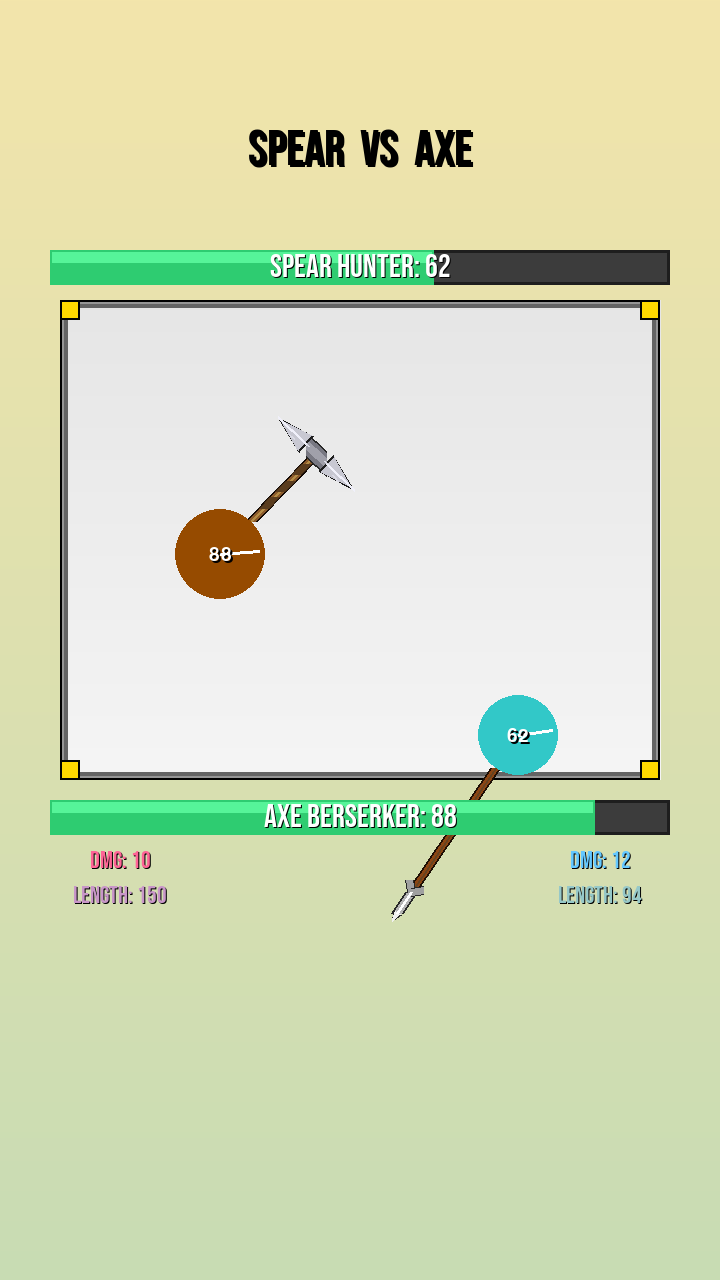 SPEAR VS AXE
SPEAR HUNTER: 62
88
62
AXE BERSERKER: 88
DMG: 10
DMG: 12
LENGTH: 150
LENGTH: 94